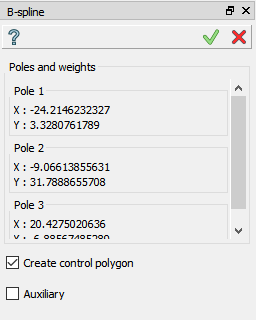 B-spline
Poles and weights
Pole 1
X : -24.2146232327
Y : 3.3280761789
Pole 2
X : -9.06613855631
Y : 31.7888655708
Pole 3
X : 20.4275020636
Create control polygon
Auxiliary